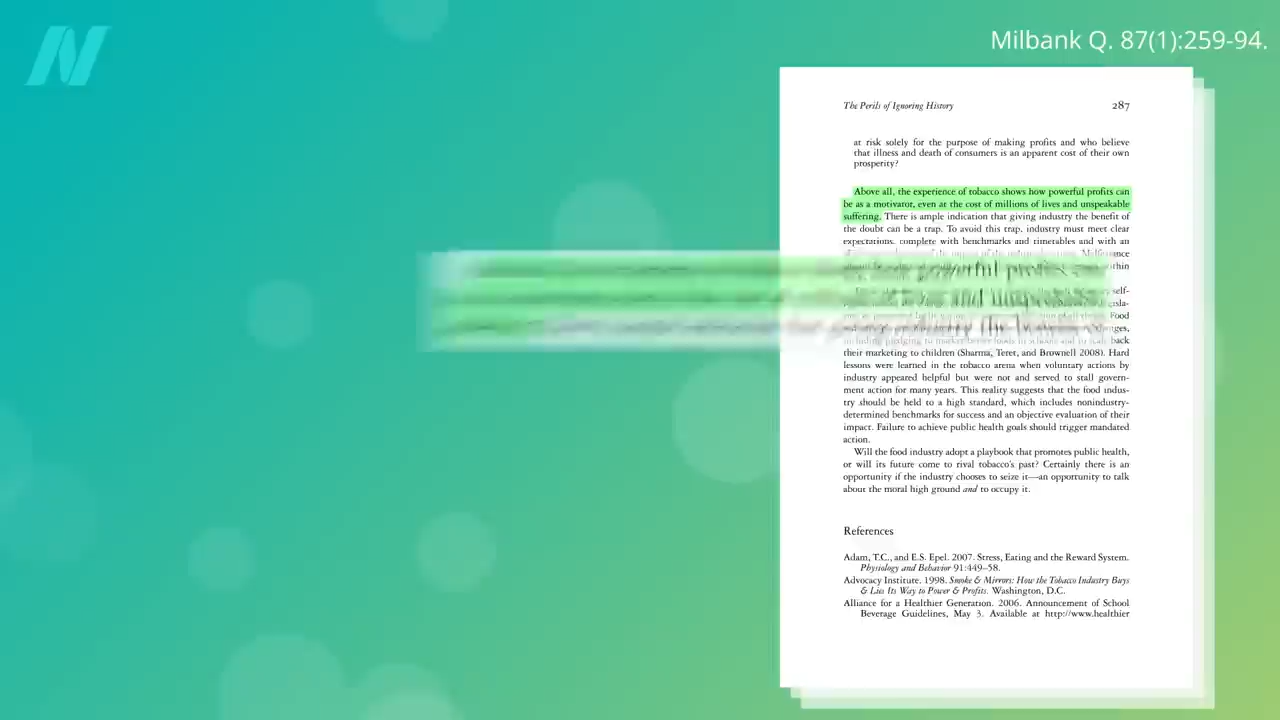 Milbank Q. 87(1):259-94.
The Perils of Ignoring History 287
at risk solely for the purpose of making profits and who believe
that illness and death of consumers is an apparent cost of their own
prosperity?
Above all, the experience of tobacco shows how powerful profits can
be as a motivator, even at the cost of millions of lives and unspeakable
suffering. There is ample indication that giving industry the benefit of
the doubt can be a trap. To avoid this trap, industry must meet clear
expectations, complete with benchmarks and timetables and with an
their marketing to children (Sharma, Teret, and Brownell 2008). Hard
lessons were learned in the tobacco arena when voluntary actions by
industry appeared helpful but were not and served to stall govern-
ment action for many years. This reality suggests that the food indus-
try should be held to a high standard, which includes nonindustry-
determined benchmarks for success and an objective evaluation of their
impact. Failure to achieve public health goals should trigger mandated
action.
Will the food industry adopt a playbook that promotes public health,
or will its future come to rival tobacco's past? Certainly there is an
opportunity if the industry chooses to seize it—an opportunity to talk
about the moral high ground and to occupy it.
References
Adam, T.C., and E.S. Epel. 2007. Stress, Eating and the Reward System.
Physiology and Behavior 91:449–58.
Advocacy Institute. 1998. Smoke & Mirrors: How the Tobacco Industry Buys
& Lies Its Way to Power & Profits. Washington, D.C.
Alliance for a Healthier Generation. 2006. Announcement of School
Beverage Guidelines, May 3. Available at http://www.healthier